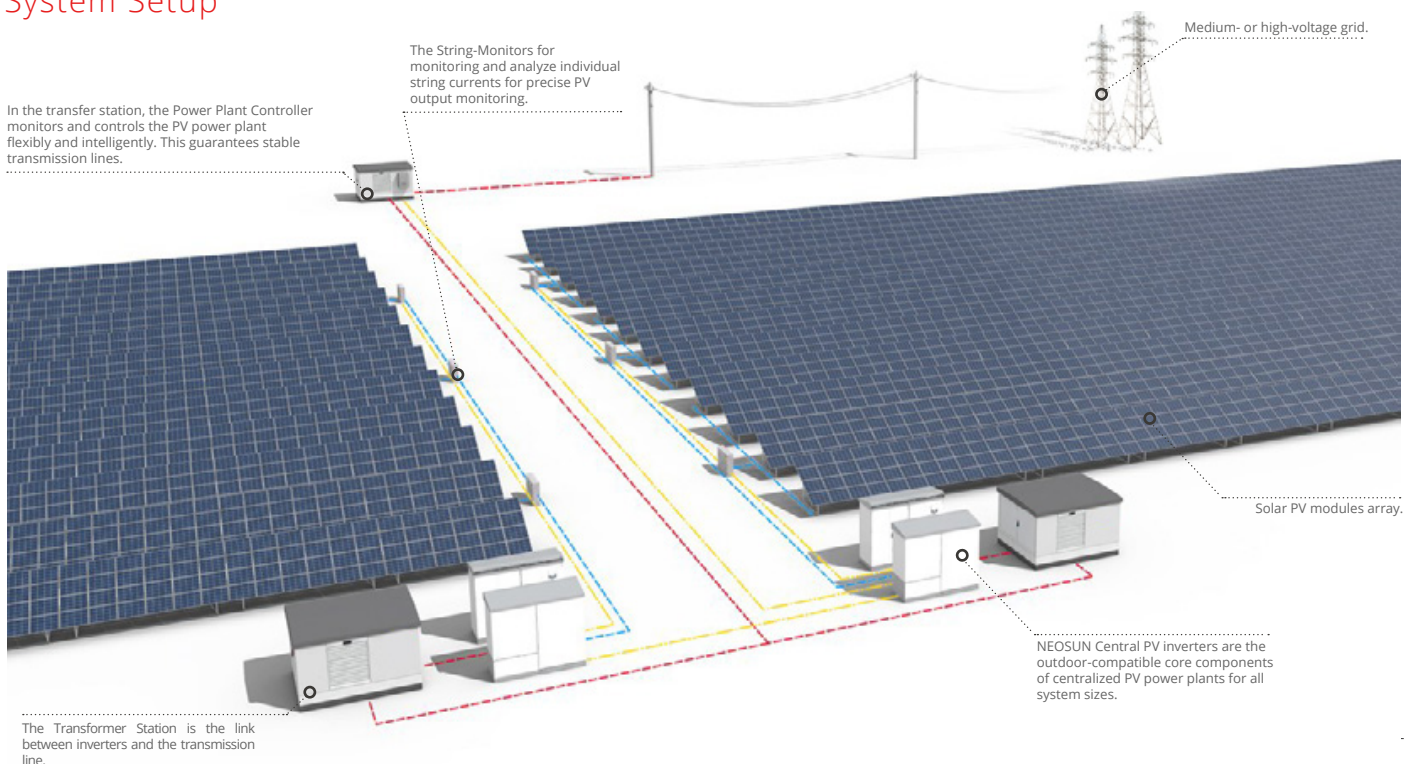 System Setup
Medium- or high-voltage grid.
The String-Monitors for
monitoring and analyze individual
string currents for precise PV
output monitoring.
In the transfer station, the Power Plant Controller
monitors and controls the PV power plant
flexibly and intelligently. This guarantees stable
transmission lines.
Solar PV modules array.
NEOSUN Central PV inverters are the
outdoor-compatible core components
of centralized PV power plants for all
system sizes.
The Transformer Station is the link
between inverters and the transmission
line.